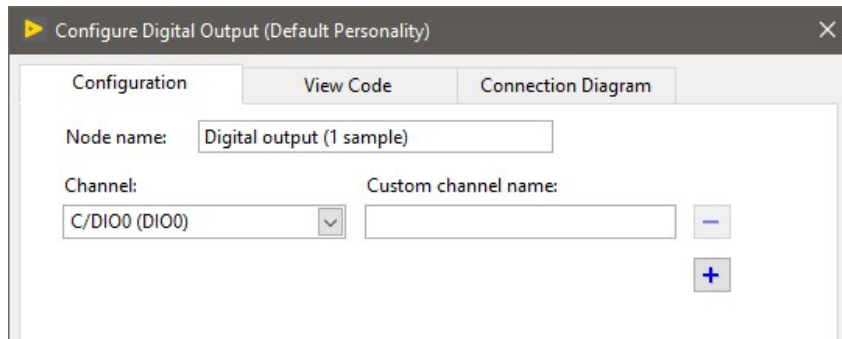 Configure Digital Output (Default Personality)
Configuration View Code Connection Diagram
Node name: Digital output (1 sample)
Channel: Custom channel name:
C/DIO0 (DIO0)